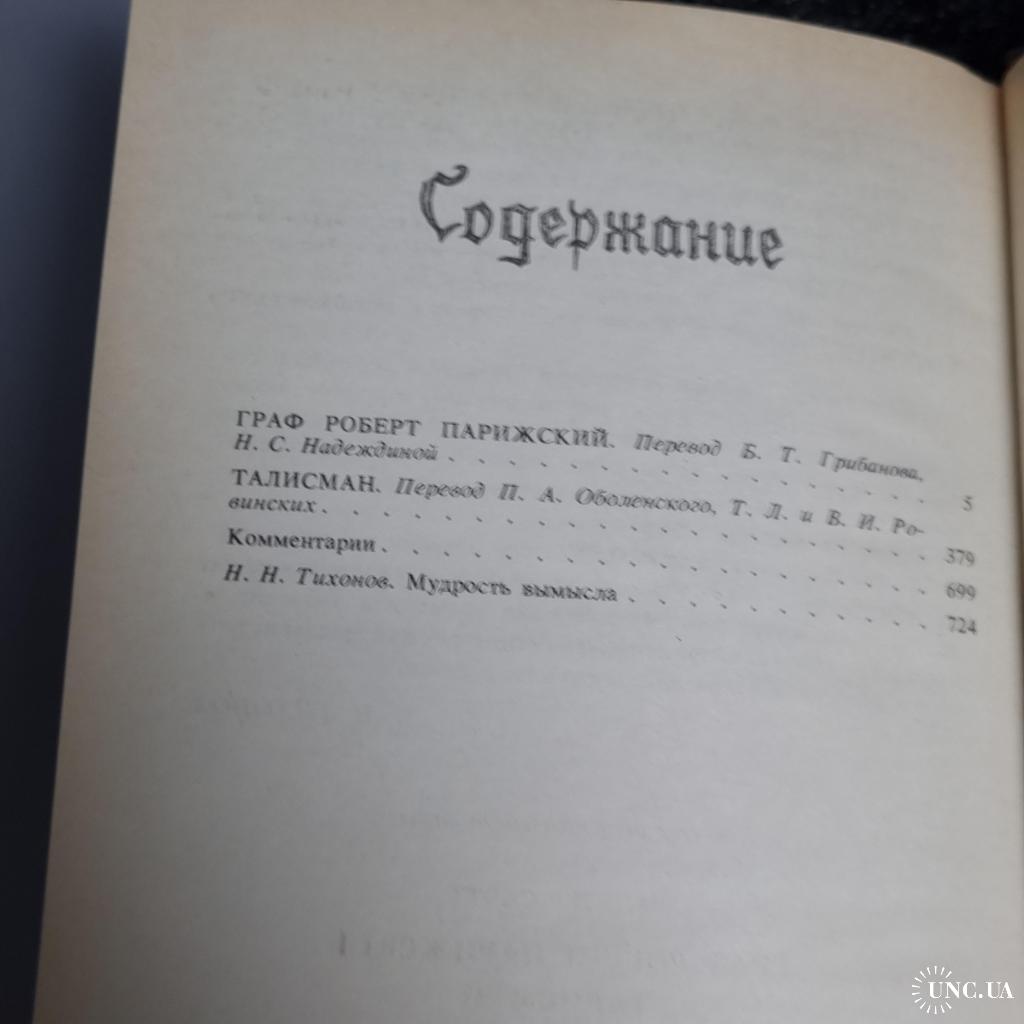 Содержание
ГРАФ РОБЕРТ ПАРИЖСКИЙ. Перевод Б. Т. Грибанова,
Н. С. Надеждиной . . . . . . . . . . . . . . . . 5
ТАЛИСМАН. Перевод П. А. Оболенского, Т. Л. и В. И. Ро-
винских . . . . . . . . . . . . . . . . . . . . 379
Комментарии . . . . . . . . . . . . . . . . . . 699
Н. Н. Тихонов. Мудрость вымысла . . . . . . . . . . 724
UNC.UA